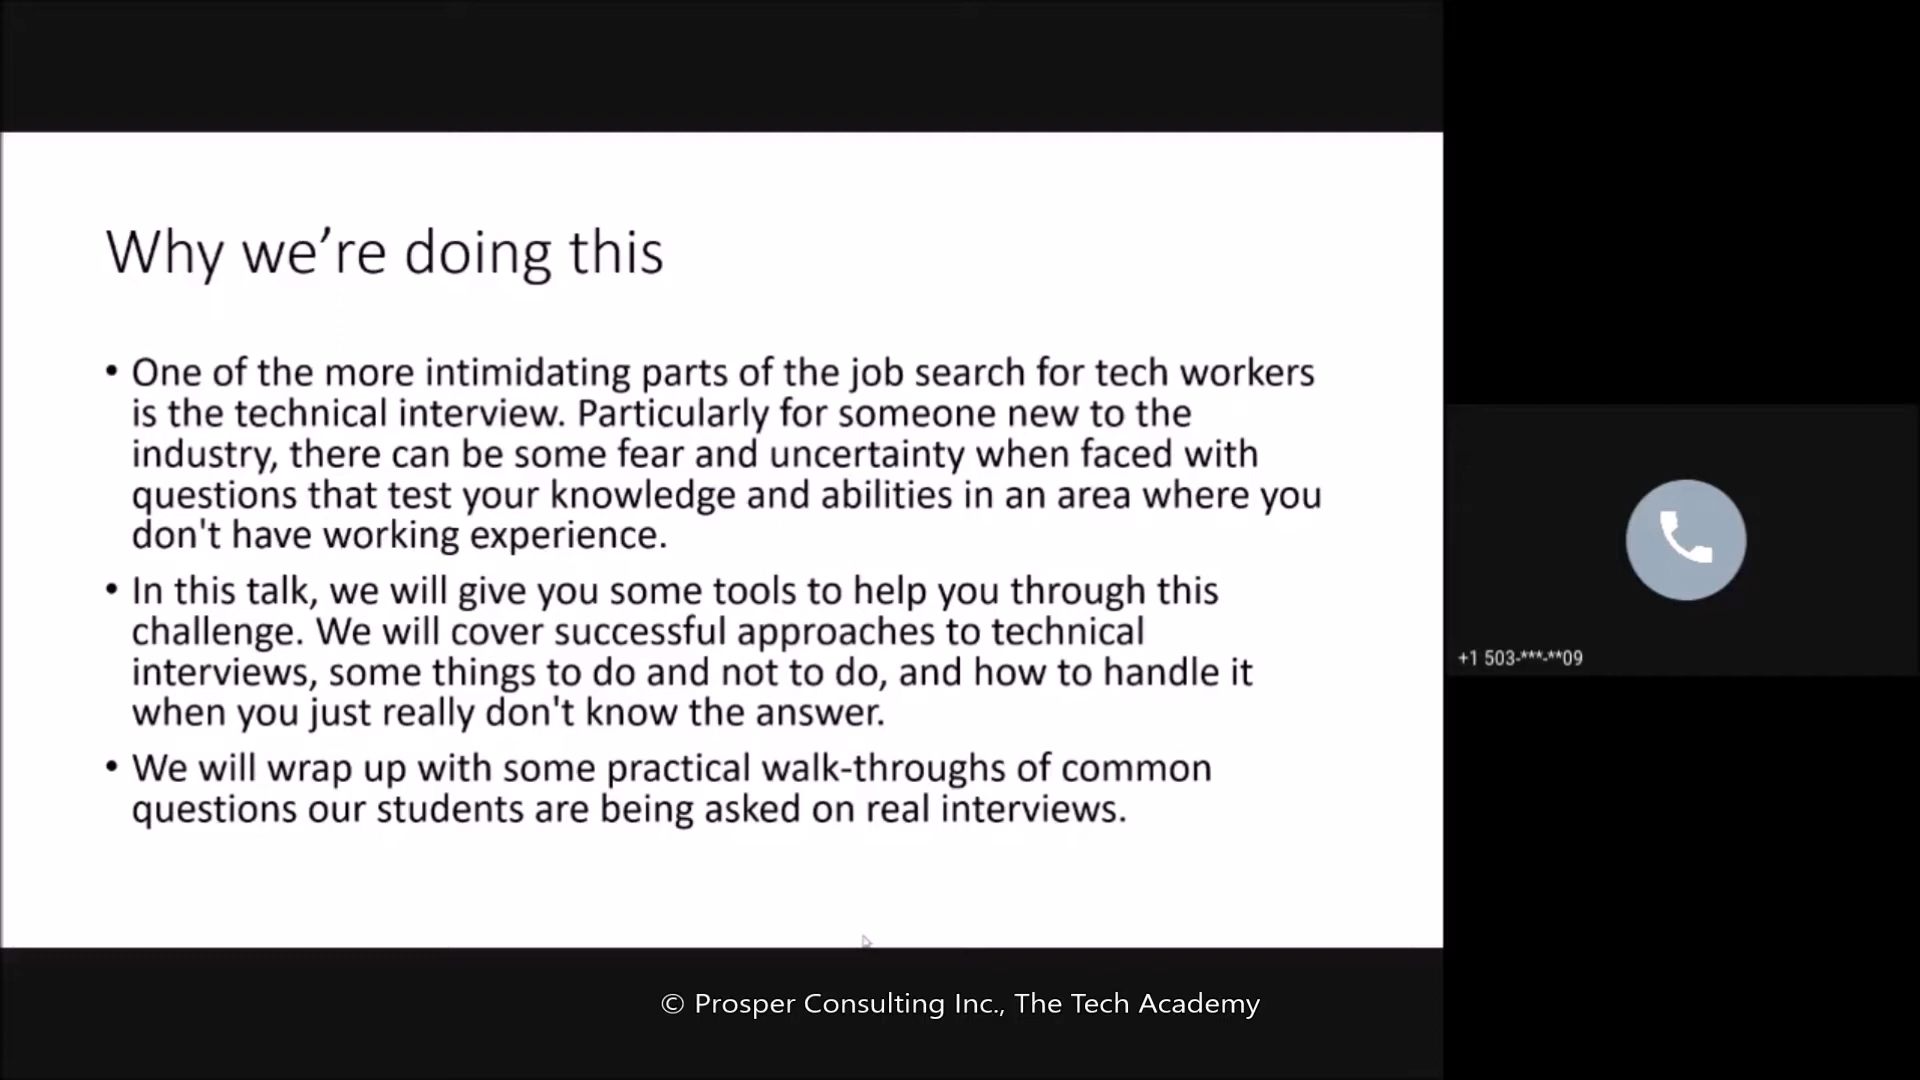 Why we’re doing this
• One of the more intimidating parts of the job search for tech workers
is the technical interview. Particularly for someone new to the
industry, there can be some fear and uncertainty when faced with
questions that test your knowledge and abilities in an area where you
don't have working experience.
• In this talk, we will give you some tools to help you through this
challenge. We will cover successful approaches to technical
interviews, some things to do and not to do, and how to handle it
when you just really don't know the answer.
• We will wrap up with some practical walk-throughs of common
questions our students are being asked on real interviews.
+1 503-***-**09
© Prosper Consulting Inc., The Tech Academy